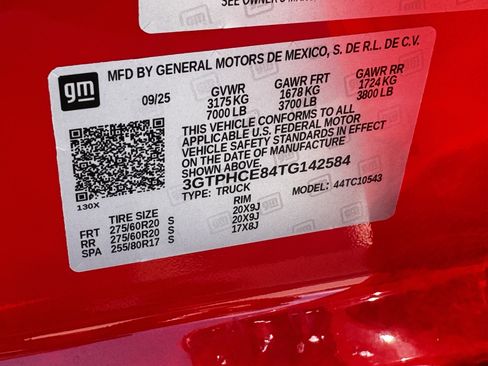 SEE OWNER'S MANUAL
gm
MFD BY GENERAL MOTORS DE MEXICO, S. DE R.L. DE C.V.
09/25
GVWR GAWR FRT GAWR RR
3175 KG 1678 KG 1724 KG
7000 LB 3700 LB 3800 LB
THIS VEHICLE CONFORMS TO ALL
APPLICABLE U.S. FEDERAL MOTOR
VEHICLE SAFETY STANDARDS IN EFFECT
ON THE DATE OF MANUFACTURE SHOWN ABOVE.
3GTPHCE84TG142584
TYPE: TRUCK MODEL: 44TC10543
130X
TIRE SIZE RIM
FRT 275/60R20 S 20X9J
RR 275/60R20 S 20X9J
SPA 255/80R17 S 17X8J